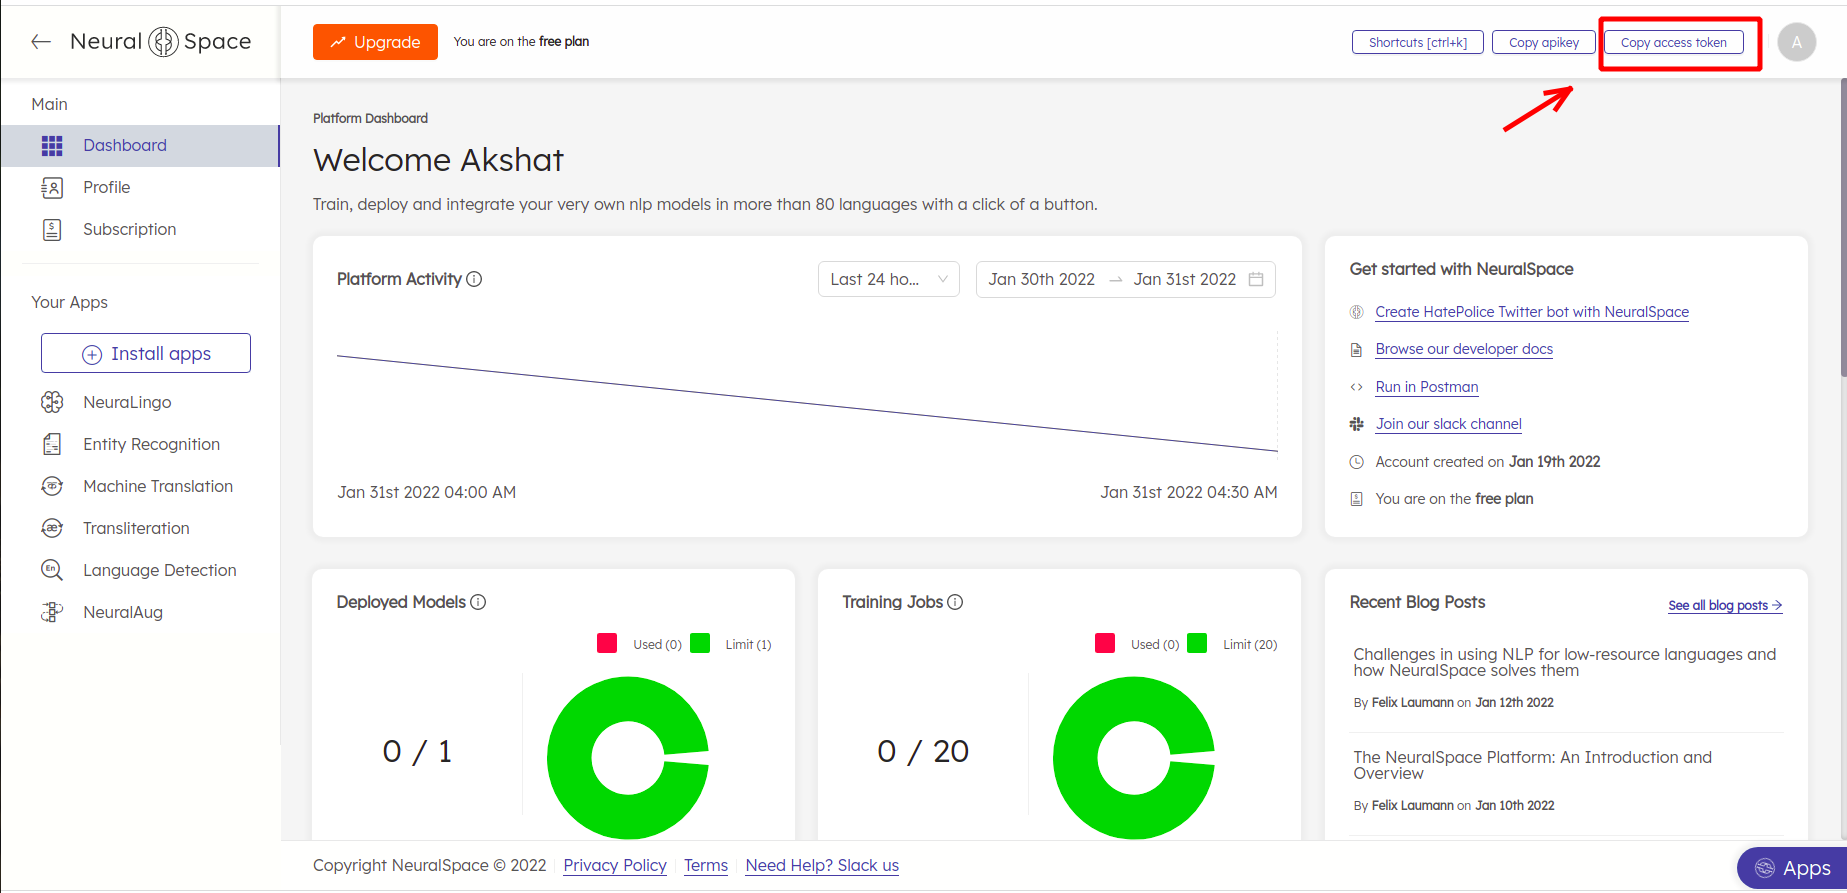 Neural Space
Upgrade
You are on the free plan
Shortcuts [ctrl+k]
Copy apikey
Copy access token
A
Main
Dashboard
Profile
Subscription
Your Apps
Install apps
NeuraLingo
Entity Recognition
Machine Translation
Transliteration
Language Detection
NeuralAug
Platform Dashboard
Welcome Akshat
Train, deploy and integrate your very own nlp models in more than 80 languages with a click of a button.
Platform Activity
Last 24 ho...
Jan 30th 2022
Jan 31st 2022
Jan 31st 2022 04:00 AM
Jan 31st 2022 04:30 AM
Get started with NeuralSpace
Create HatePolice Twitter bot with NeuralSpace
Browse our developer docs
Run in Postman
Join our slack channel
Account created on Jan 19th 2022
You are on the free plan
Deployed Models
Used (0)
Limit (1)
0 / 1
Training Jobs
Used (0)
Limit (20)
0 / 20
Recent Blog Posts
See all blog posts
Challenges in using NLP for low-resource languages and
how NeuralSpace solves them
By Felix Laumann on Jan 12th 2022
The NeuralSpace Platform: An Introduction and
Overview
By Felix Laumann on Jan 10th 2022
Copyright NeuralSpace © 2022
Privacy Policy
Terms
Need Help? Slack us
Apps